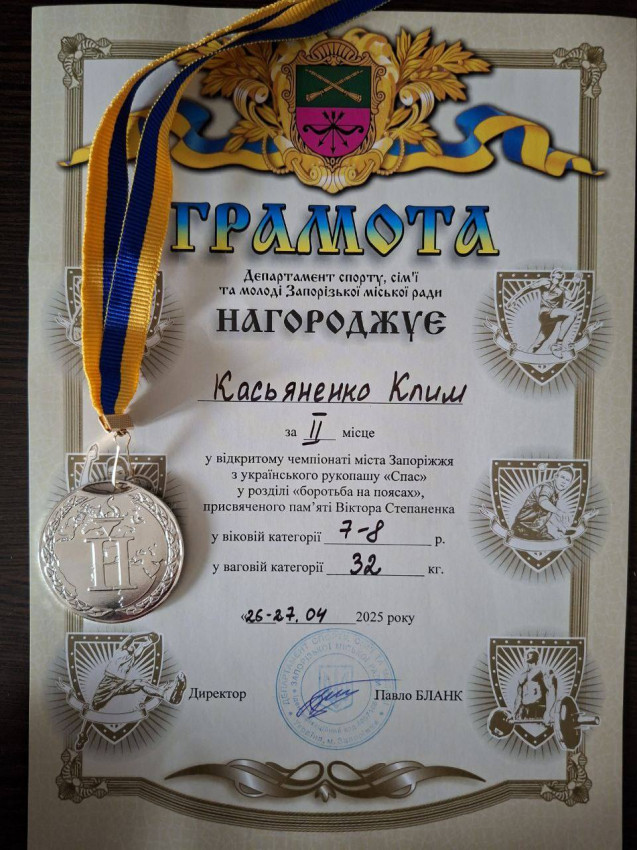 ГРАМОТА
Департамент спорту, сім'ї
та молоді Запорізької міської ради
НАГОРОДЖУЄ
Касьяненко Клим
за II місце
у відкритому чемпіонаті міста Запоріжжя
з українського рукопашу «Спас»
у розділі «боротьба на поясах»,
присвяченого пам’яті Віктора Степаненка
у віковій категорії 7-8 р.
у ваговій категорії 32 кг.
«26-27. 04 2025 року
Директор Павло БЛАНК
II